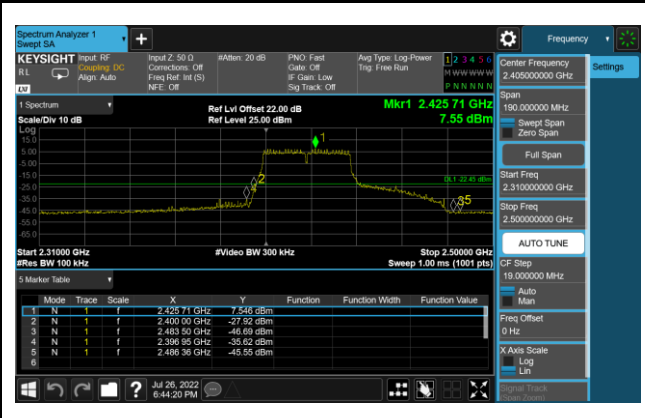 Spectrum Analyzer 1
Swept SA
+
Frequency
KEYSIGHT Input: RF Input Z: 50 Ω #Atten: 20 dB PNO: Fast Avg Type: Log-Power 1 2 3 4 5 6
RL Coupling: DC Corrections: Off Gate: Off Trig: Free Run
Align: Auto Freq Ref: Int (S) IF Gain: Low M W W W W W
NFE: Off Sig Track: Off P N N N N N
LXI
Center Frequency
2.405000000 GHz
Settings
Span
190.000000 MHz
Swept Span
Zero Span
Full Span
Start Freq
2.310000000 GHz
Stop Freq
2.500000000 GHz
AUTO TUNE
CF Step
19.000000 MHz
Auto
Man
Freq Offset
0 Hz
X Axis Scale
Log
Lin
Signal Track
(Span Zoom)
1 Spectrum
Ref Lvl Offset 22.00 dB
Mkr1 2.425 71 GHz
Scale/Div 10 dB
Ref Level 25.00 dBm
7.55 dBm
Log
15.0
5.00
-5.00
-15.0
-25.0
-35.0
-45.0
-55.0
-65.0
1
2
4
3
5
DL1 -22.45 dBm
Start 2.31000 GHz #Video BW 300 kHz Stop 2.50000 GHz
#Res BW 100 kHz Sweep 1.00 ms (1001 pts)
5 Marker Table
Mode Trace Scale X Y Function Function Width Function Value
1 N 1 f 2.425 71 GHz 7.546 dBm
2 N 1 f 2.400 00 GHz -27.92 dBm
3 N 1 f 2.483 50 GHz -46.69 dBm
4 N 1 f 2.396 95 GHz -35.62 dBm
5 N 1 f 2.486 36 GHz -45.55 dBm
6
?
Jul 26, 2022
6:44:20 PM